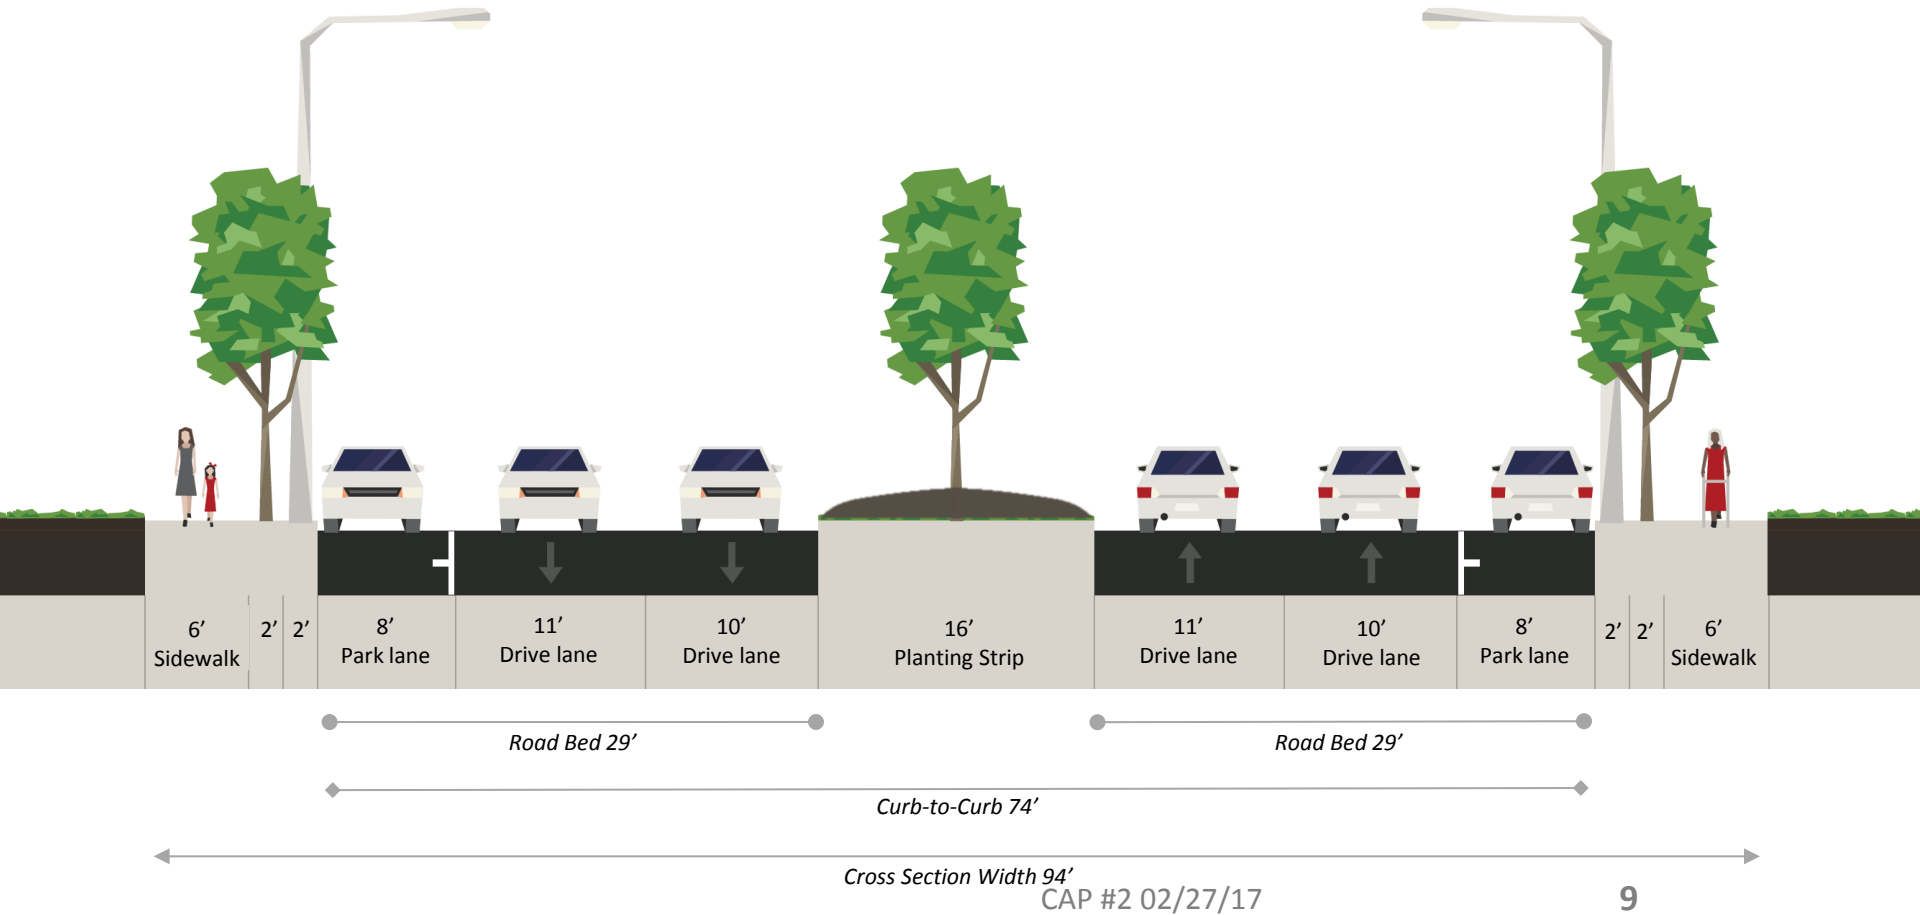 6’
Sidewalk
2’
2’
8’
Park lane
11’
Drive lane
10’
Drive lane
16’
Planting Strip
11’
Drive lane
10’
Drive lane
8’
Park lane
2’
2’
6’
Sidewalk
Road Bed 29’
Road Bed 29’
Curb-to-Curb 74’
Cross Section Width 94’
CAP #2 02/27/17
9